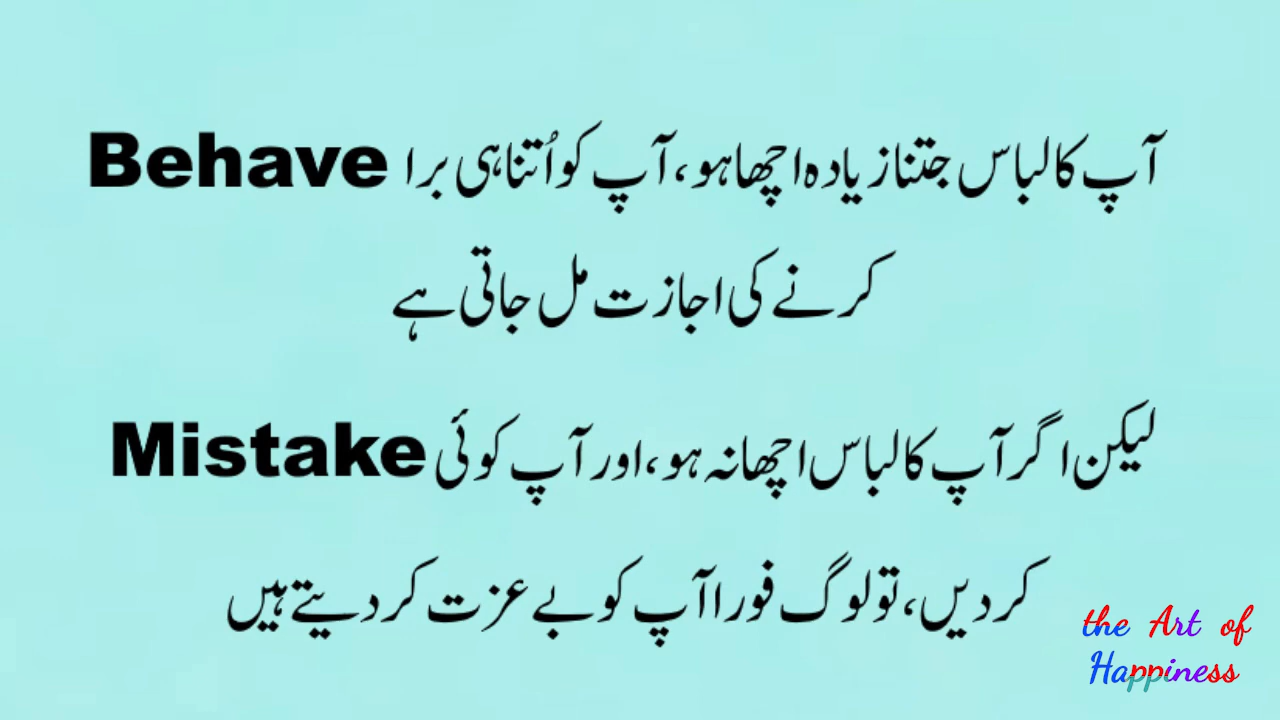 آپ کا لباس جتنا زیادہ اچھا ہو، آپ کو اُتنا ہی برا Behave
کرنے کی اجازت مل جاتی ہے
لیکن اگر آپ کا لباس اچھا نہ ہو، اور آپ کوئی Mistake
کر دیں، تو لوگ فورا آپ کو بے عزت کر دیتے ہیں
the Art of
Happiness